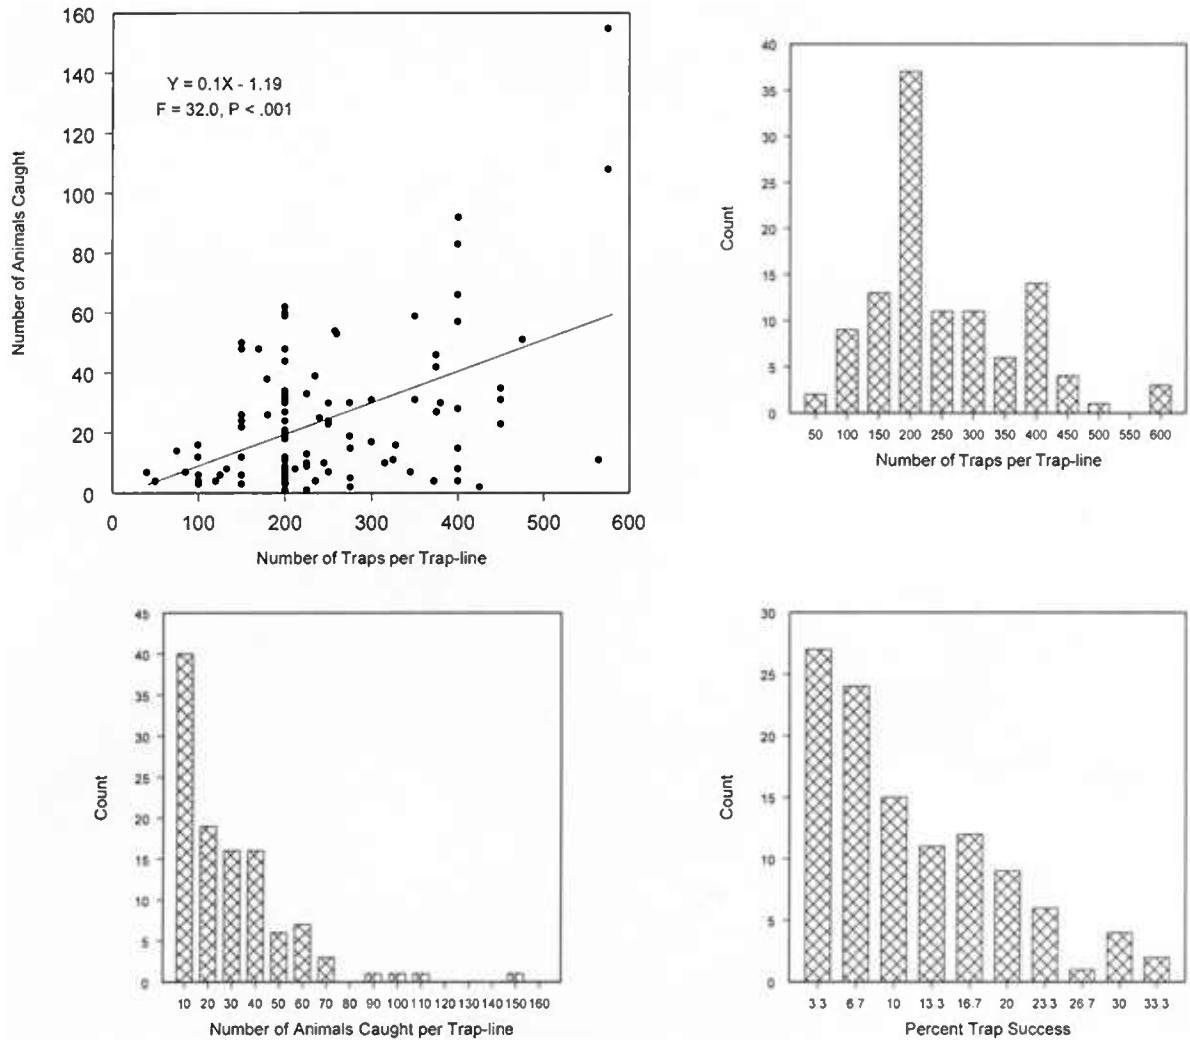 160
140
120
100
80
60
40
20
0
Number of Animals Caught
Y = 0.1X - 1.19
F = 32.0, P < .001
0 100 200 300 400 500 600
Number of Traps per Trap-line
40
35
30
25
20
15
10
5
0
Count
50 100 150 200 250 300 350 400 450 500 550 600
Number of Traps per Trap-line
45
40
35
30
25
20
15
10
5
0
Count
10 20 30 40 50 60 70 80 90 100 110 120 130 140 150 160
Number of Animals Caught per Trap-line
30
25
20
15
10
5
0
Count
3.3 6.7 10 13.3 16.7 20 23.3 26.7 30 33.3
Percent Trap Success